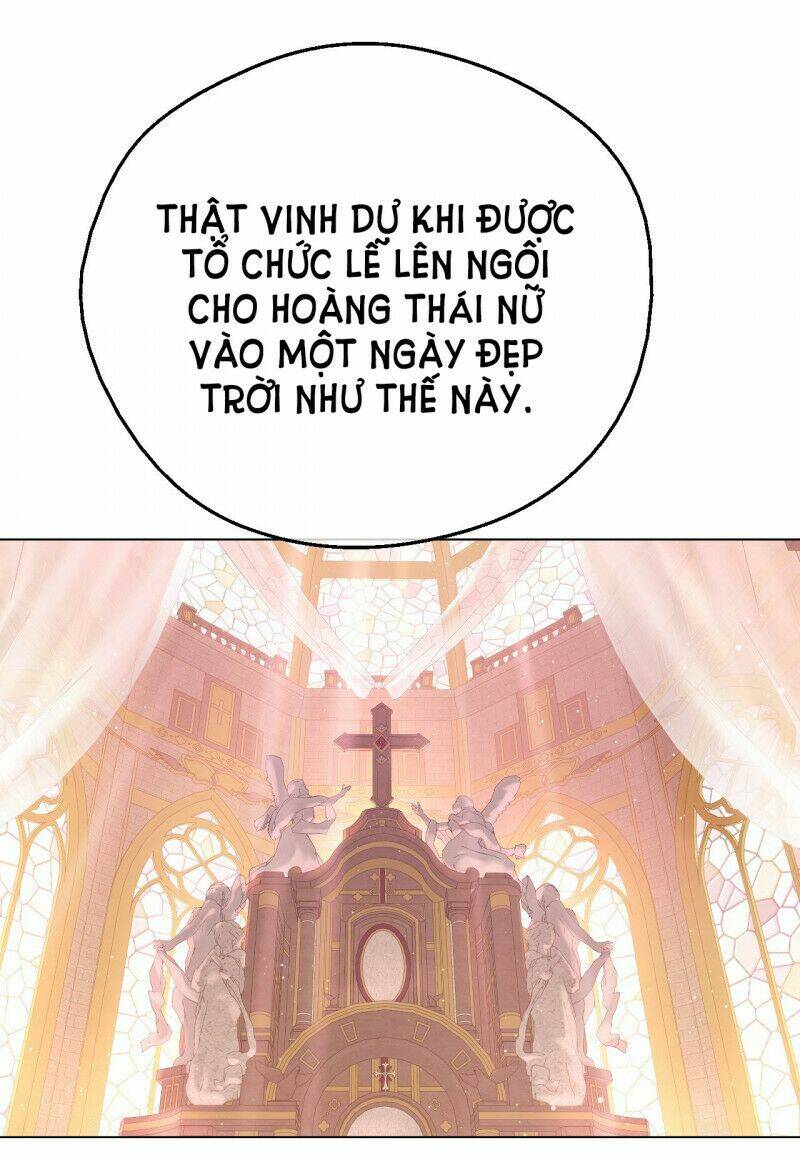 THẬT VINH DỰ KHI ĐƯỢC
TỔ CHỨC LỄ LÊN NGÔI
CHO HOÀNG THÁI NỮ
VÀO MỘT NGÀY ĐẸP
TRỜI NHƯ THẾ NÀY.